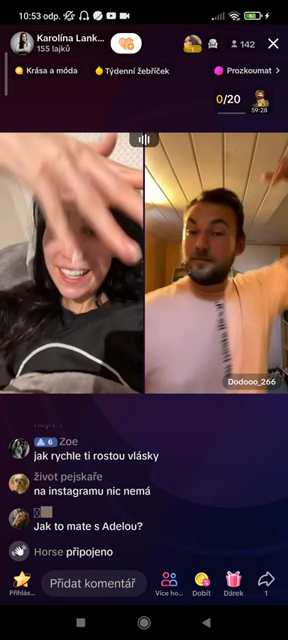 10:53 odp.
Karolína Lank...
155 lajků
142
Krása a móda
Týdenní žebříček
Prozkoumat >
0/20
59:28
Dodooo_266
6 Zoe
jak rychle ti rostou vlásky
život pejskaře
na instagramu nic nemá
Jak to mate s Adelou?
Horse připojeno
Přihlás...
Přidat komentář
Více ho...
Dobít
Dárek
1